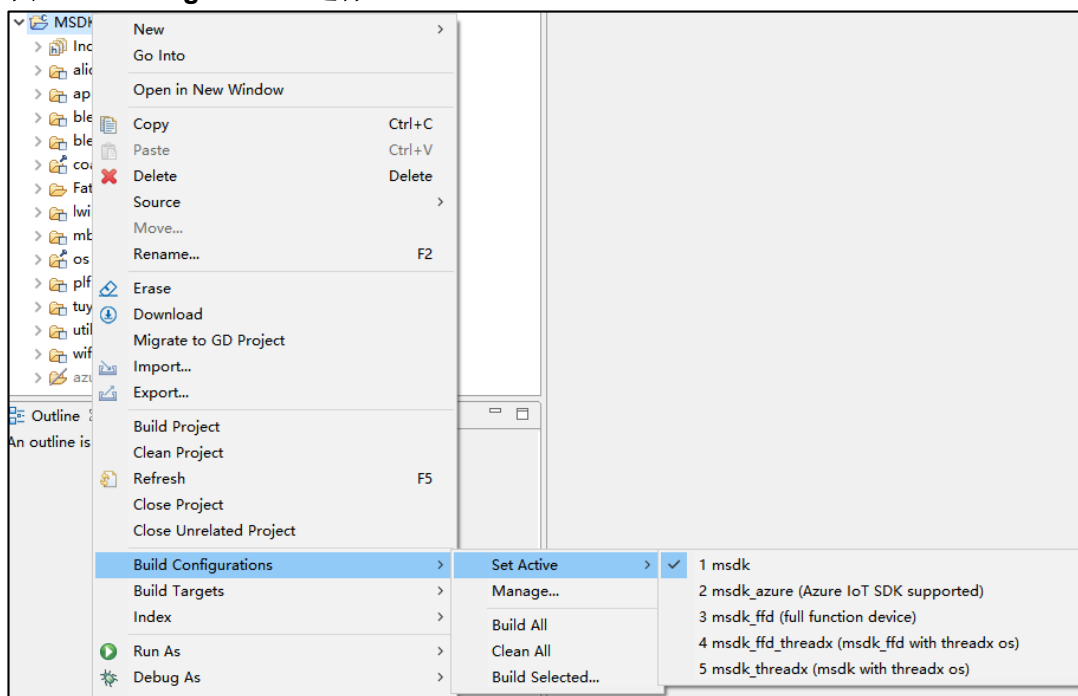 MSDK
New
Inc
Go Into
alic
ap
Open in New Window
ble
Copy Ctrl+C
ble
Paste Ctrl+V
coa
Delete Delete
Fat
Source
lwi
Move...
mb
Rename... F2
os
plf
Erase
tuy
Download
util
Migrate to GD Project
wif
Import...
azu
Export...
Outline
Build Project
An outline is
Clean Project
Refresh F5
Close Project
Close Unrelated Project
Build Configurations
Set Active
1 msdk
Build Targets
Manage...
2 msdk_azure (Azure IoT SDK supported)
Index
3 msdk_ffd (full function device)
Build All
4 msdk_ffd_threadx (msdk_ffd with threadx os)
Run As
Clean All
5 msdk_threadx (msdk with threadx os)
Debug As
Build Selected...